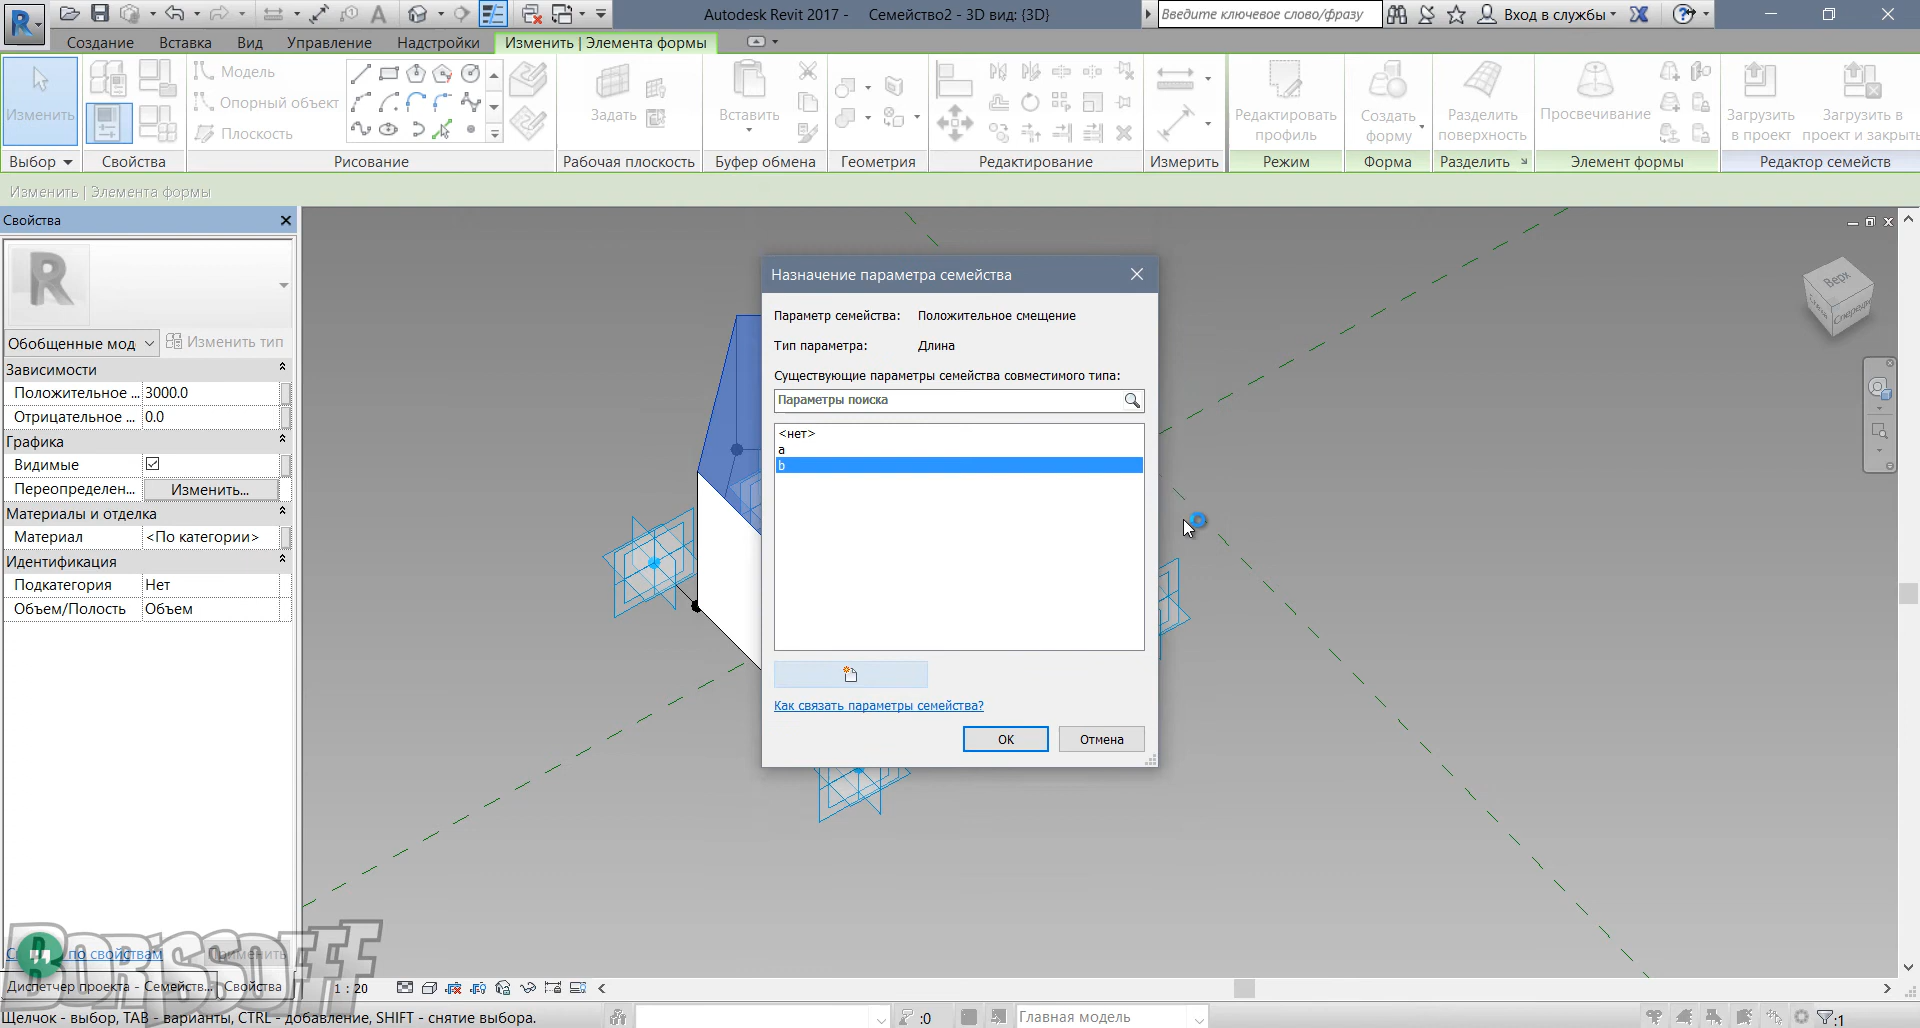 Autodesk Revit 2017 - Семейство2 - 3D вид: {3D}
Введите ключевое слово/фразу
Вход в службы
Создание Вставка Вид Управление Надстройки Изменить | Элемента формы
Изменить
Модель
Опорный объект
Плоскость
Задать
Вставить
Редактировать профиль
Создать форму
Разделить поверхность
Просвечивание
Загрузить в проект
Загрузить в проект и закрыть
Выбор Свойства Рисование Рабочая плоскость Буфер обмена Геометрия Редактирование Измерить Режим Форма Разделить Элемент формы Редактор семейств
Изменить | Элемента формы
Свойства
R
Обобщенные мод
Изменить тип
Зависимости
Положительное ... 3000.0
Отрицательное ... 0.0
Графика
Видимые
Переопределен... Изменить...
Материалы и отделка
Материал <По категории>
Идентификация
Подкатегория Нет
Объем/Полость Объем
Назначение параметра семейства
Параметр семейства: Положительное смещение
Тип параметра: Длина
Существующие параметры семейства совместимого типа:
Параметры поиска
<нет>
a
b
Как связать параметры семейства?
OK Отмена
Верх
Спереди
по свойствам
Применить
BORISSOFFF
Диспетчер проекта - Семейств... Свойства
1 : 20
Щелчок - выбор, TAB - варианты, CTRL - добавление, SHIFT - снятие выбора.
:0
Главная модель
:1